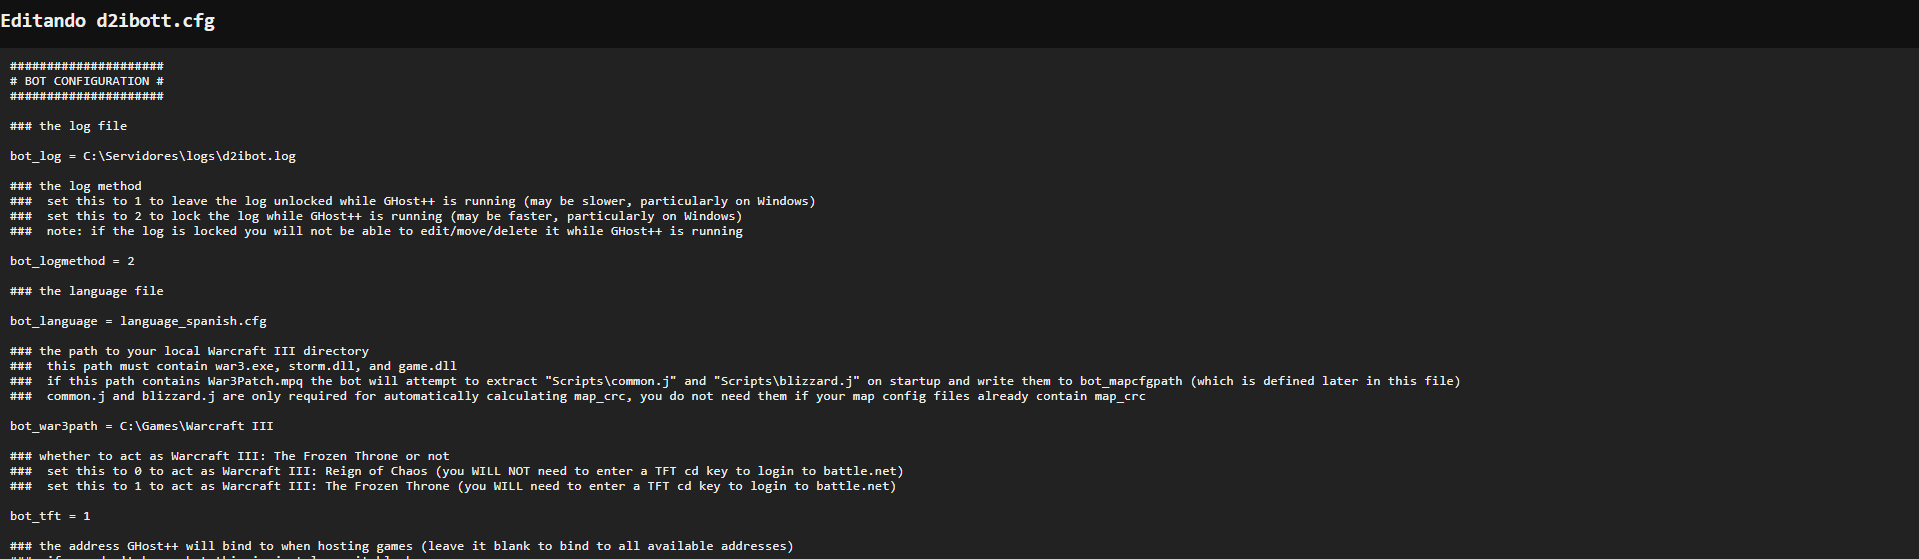 Editando d2ibott.cfg
#####################
# BOT CONFIGURATION #
#####################
### the log file
bot_log = C:\Servidores\logs\d2ibot.log
### the log method
###  set this to 1 to leave the log unlocked while GHost++ is running (may be slower, particularly on Windows)
###  set this to 2 to lock the log while GHost++ is running (may be faster, particularly on Windows)
###  note: if the log is locked you will not be able to edit/move/delete it while GHost++ is running
bot_logmethod = 2
### the language file
bot_language = language_spanish.cfg
### the path to your local Warcraft III directory
###  this path must contain war3.exe, storm.dll, and game.dll
###  if this path contains War3Patch.mpq the bot will attempt to extract "Scripts\common.j" and "Scripts\blizzard.j" on startup and write them to bot_mapcfgpath (which is defined later in this file)
###  common.j and blizzard.j are only required for automatically calculating map_crc, you do not need them if your map config files already contain map_crc
bot_war3path = C:\Games\Warcraft III
### whether to act as Warcraft III: The Frozen Throne or not
###  set this to 0 to act as Warcraft III: Reign of Chaos (you WILL NOT need to enter a TFT cd key to login to battle.net)
###  set this to 1 to act as Warcraft III: The Frozen Throne (you WILL need to enter a TFT cd key to login to battle.net)
bot_tft = 1
### the address GHost++ will bind to when hosting games (leave it blank to bind to all available addresses)